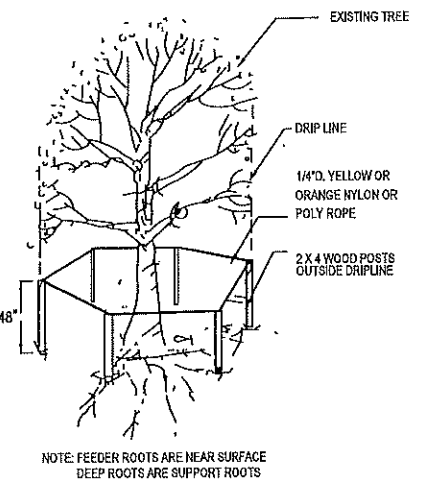 EXISTING TREE
DRIP LINE
1/4"D. YELLOW OR
ORANGE NYLON OR
POLY ROPE
2 X 4 WOOD POSTS
OUTSIDE DRIPLINE
48"
NOTE: FEEDER ROOTS ARE NEAR SURFACE
DEEP ROOTS ARE SUPPORT ROOTS